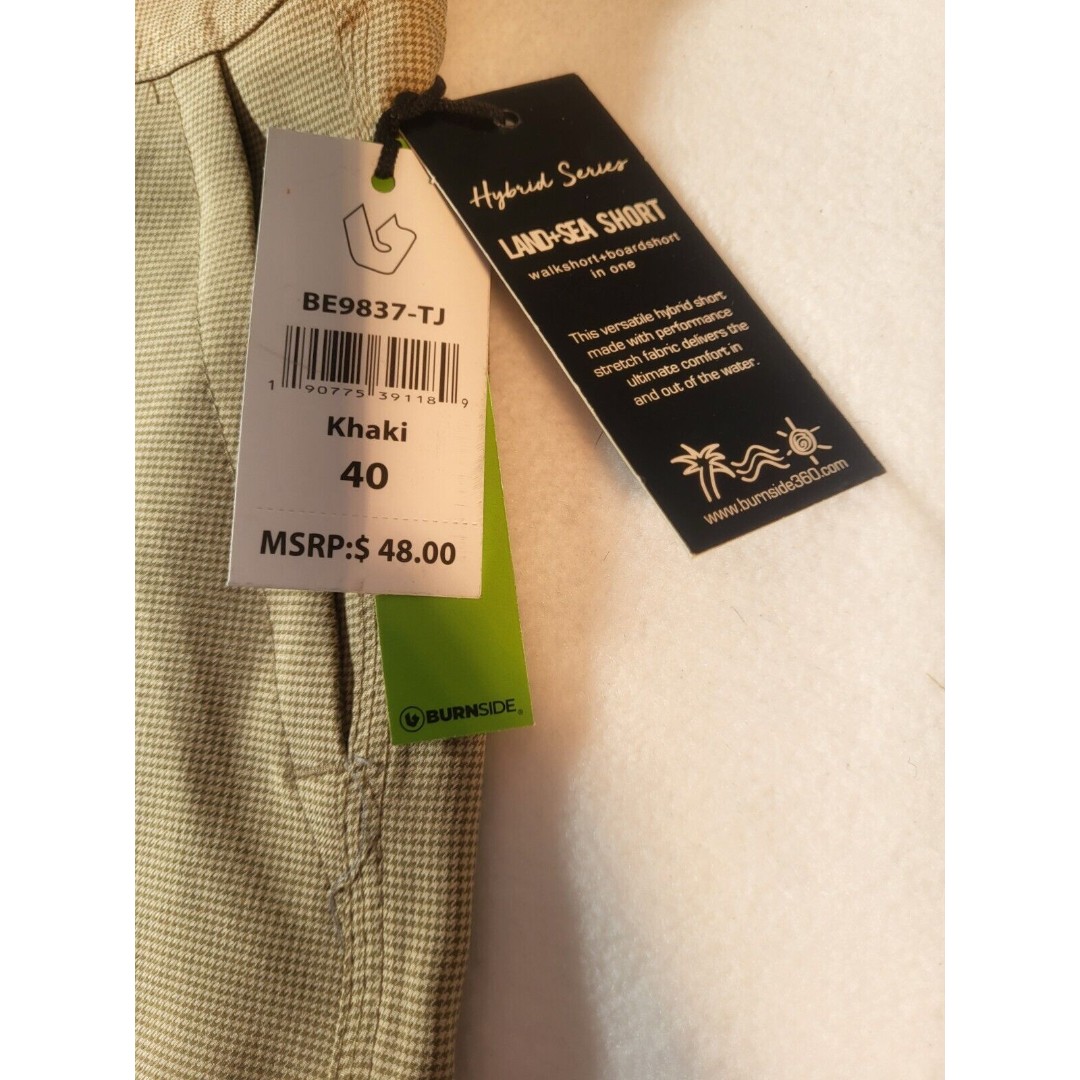 BE9837-TJ
1 90775 39118 9
Khaki
40
MSRP:$ 48.00
BURNSIDE®
Hybrid Series
LAND+SEA SHORT
walkshort+boardshort
in one
This versatile hybrid short
made with performance
stretch fabric delivers the
ultimate comfort in
and out of the water.
www.burnside360.com